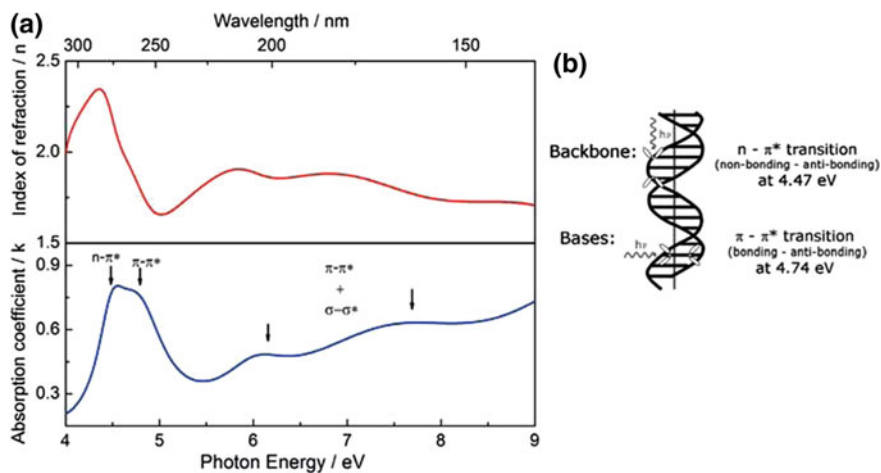 (a)
Wavelength / nm
300 250 200 150
Index of refraction / n
2.5
2.0
1.5
Absorption coefficient / k
0.9
0.6
0.3
n-π*
π-π*
π-π*
+
σ-σ*
4 5 6 7 8 9
Photon Energy / eV
(b)
Backbone:
hν
n - π* transition
(non-bonding - anti-bonding)
at 4.47 eV
Bases:
hν
π - π* transition
(bonding - anti-bonding)
at 4.74 eV